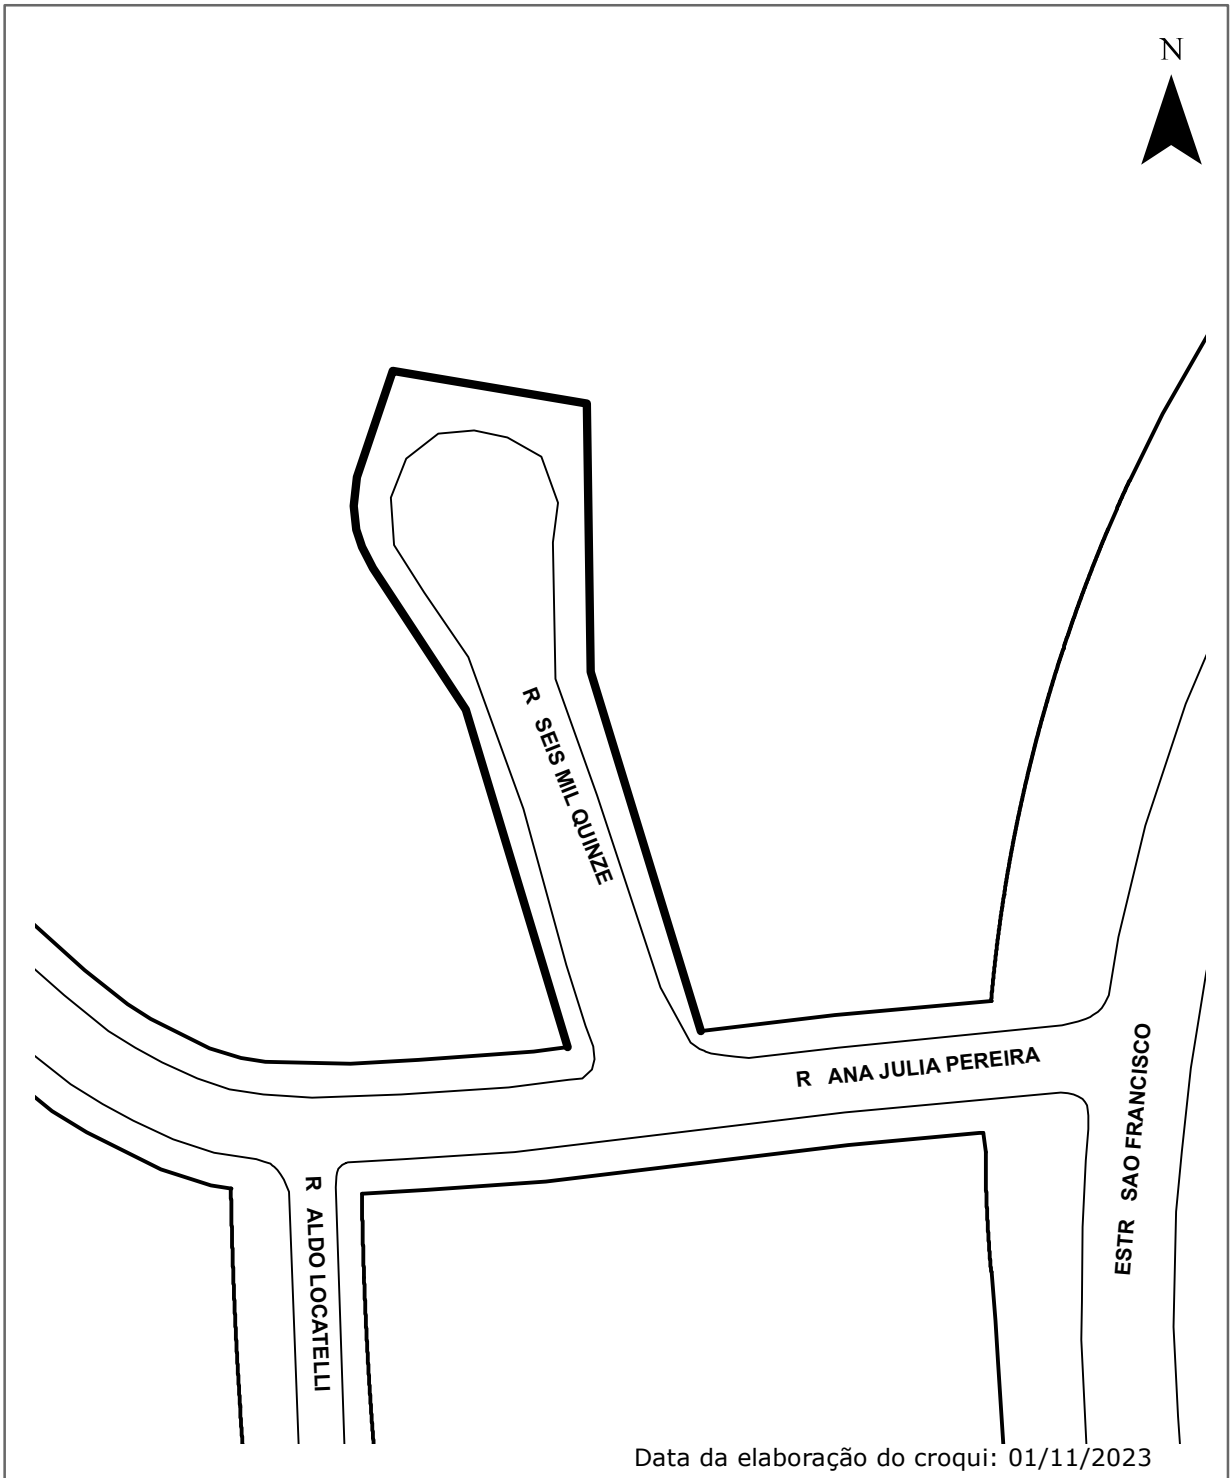 N
R SEIS MIL QUINZE
R ANA JULIA PEREIRA
ESTR SAO FRANCISCO
R ALDO LOCATELLI
Data da elaboração do croqui: 01/11/2023